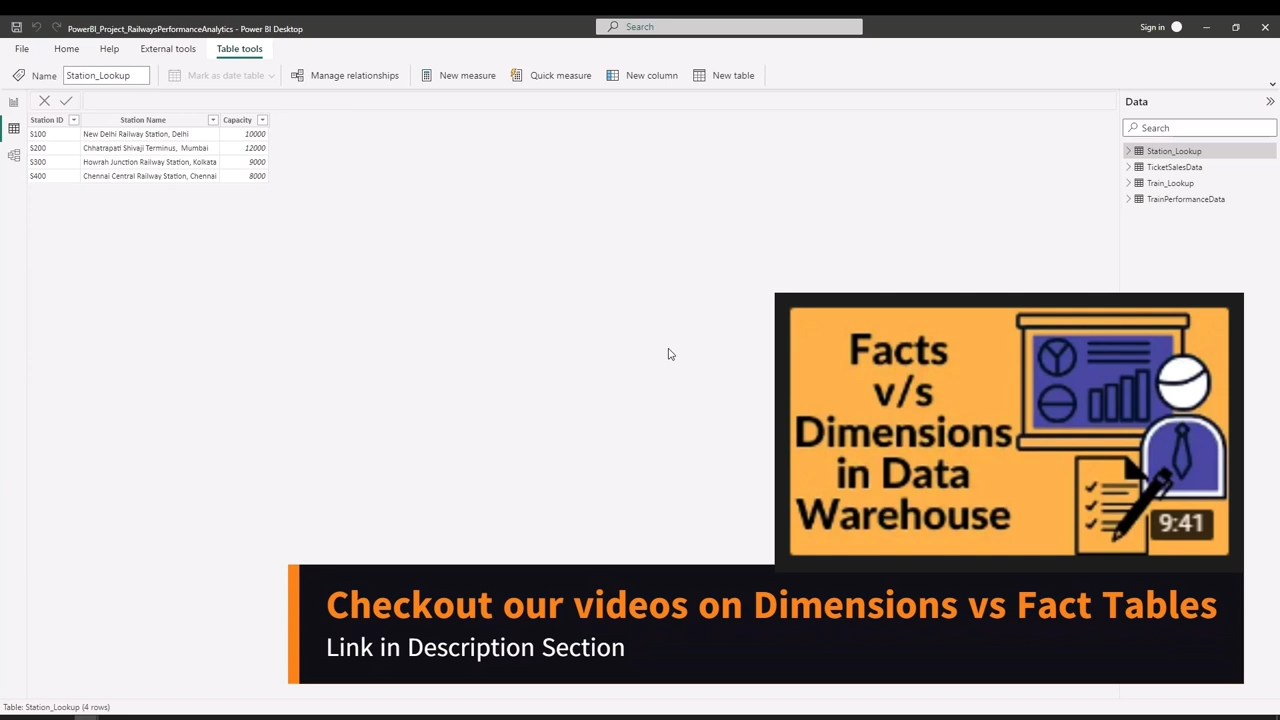 PowerBI_Project_RailwaysPerformanceAnalytics - Power BI Desktop
Search
Sign in
File
Home
Help
External tools
Table tools
Name
Station_Lookup
Mark as date table
Manage relationships
New measure
Quick measure
New column
New table
Data
Search
Station_Lookup
TicketSalesData
Train_Lookup
TrainPerformanceData
Station ID Station Name Capacity
S100 New Delhi Railway Station, Delhi 10000
S200 Chhatrapati Shivaji Terminus, Mumbai 12000
S300 Howrah Junction Railway Station, Kolkata 9000
S400 Chennai Central Railway Station, Chennai 8000
Facts
v/s
Dimensions
in Data
Warehouse
9:41
Checkout our videos on Dimensions vs Fact Tables
Link in Description Section
Table: Station_Lookup (4 rows)